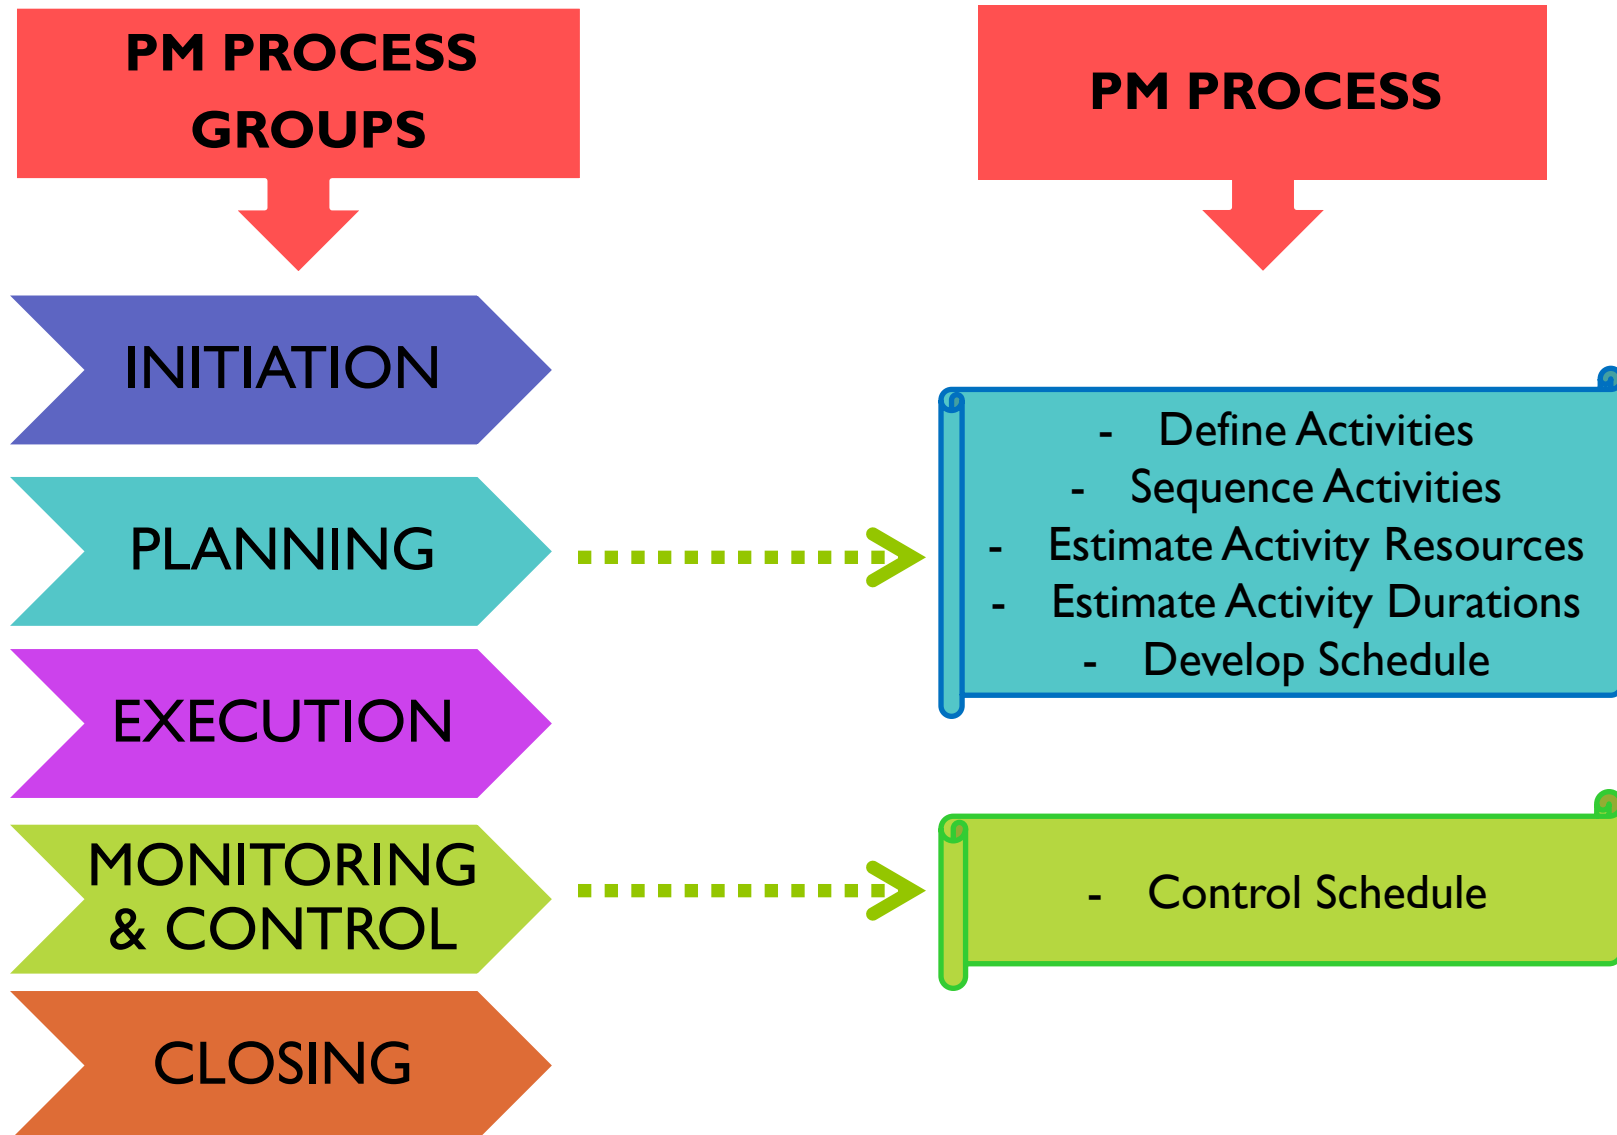 PM PROCESS
GROUPS
PM PROCESS
INITIATION
PLANNING
EXECUTION
MONITORING
& CONTROL
CLOSING
- Define Activities
- Sequence Activities
- Estimate Activity Resources
- Estimate Activity Durations
- Develop Schedule
- Control Schedule